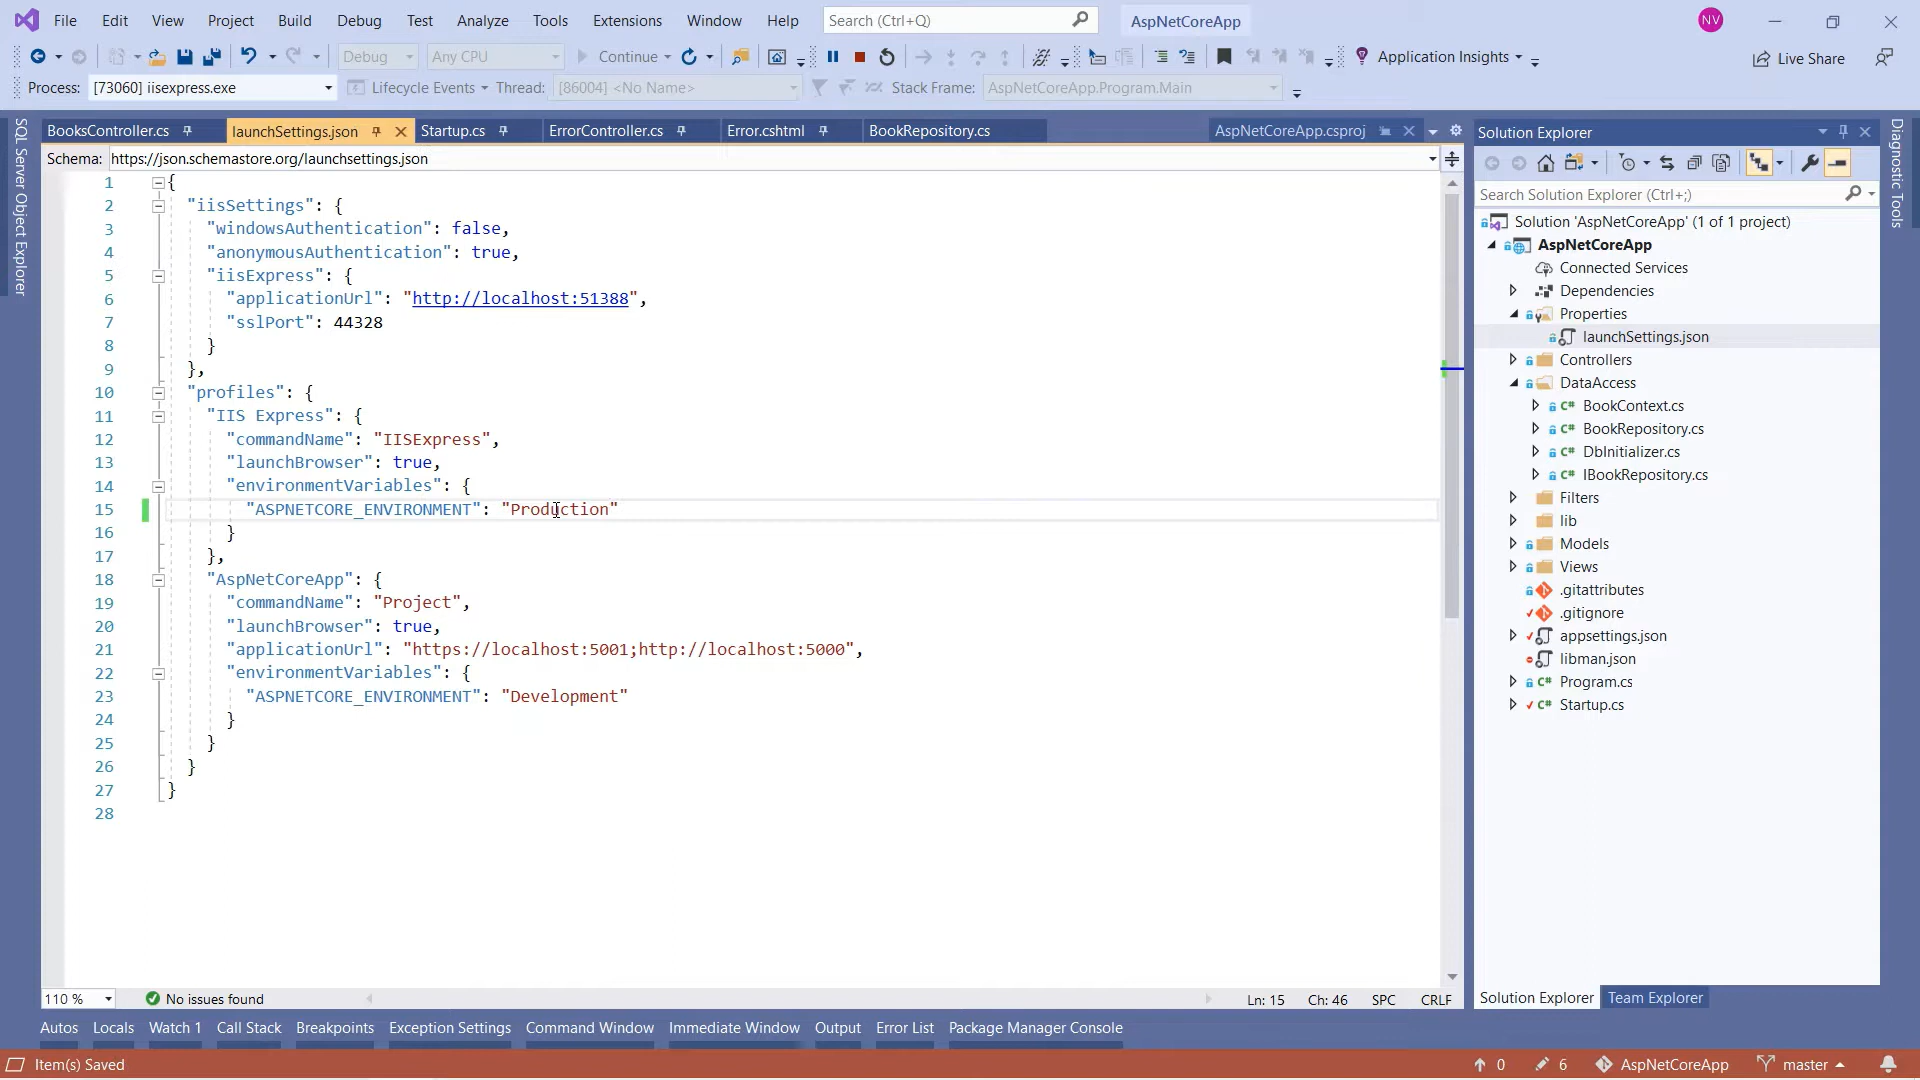 File Edit View Project Build Debug Test Analyze Tools Extensions Window Help Search (Ctrl+Q) AspNetCoreApp NV
Debug Any CPU Continue Application Insights Live Share
Process: [73060] iisexpress.exe Lifecycle Events Thread: [86004] <No Name> Stack Frame: AspNetCoreApp.Program.Main
SQL Server Object Explorer
BooksController.cs launchSettings.json Startup.cs ErrorController.cs Error.cshtml BookRepository.cs AspNetCoreApp.csproj
Schema: https://json.schemastore.org/launchsettings.json
1 {
2 "iisSettings": {
3 "windowsAuthentication": false,
4 "anonymousAuthentication": true,
5 "iisExpress": {
6 "applicationUrl": "http://localhost:51388",
7 "sslPort": 44328
8 }
9 },
10 "profiles": {
11 "IIS Express": {
12 "commandName": "IISExpress",
13 "launchBrowser": true,
14 "environmentVariables": {
15 "ASPNETCORE_ENVIRONMENT": "Production"
16 }
17 },
18 "AspNetCoreApp": {
19 "commandName": "Project",
20 "launchBrowser": true,
21 "applicationUrl": "https://localhost:5001;http://localhost:5000",
22 "environmentVariables": {
23 "ASPNETCORE_ENVIRONMENT": "Development"
24 }
25 }
26 }
27 }
28
110 % No issues found Ln: 15 Ch: 46 SPC CRLF
Solution Explorer
Search Solution Explorer (Ctrl+;)
Solution 'AspNetCoreApp' (1 of 1 project)
AspNetCoreApp
Connected Services
Dependencies
Properties
launchSettings.json
Controllers
DataAccess
C# BookContext.cs
C# BookRepository.cs
C# DbInitializer.cs
C# IBookRepository.cs
Filters
lib
Models
Views
.gitattributes
.gitignore
appsettings.json
libman.json
C# Program.cs
C# Startup.cs
Solution Explorer Team Explorer
Diagnostic Tools
Autos Locals Watch 1 Call Stack Breakpoints Exception Settings Command Window Immediate Window Output Error List Package Manager Console
Item(s) Saved 0 6 AspNetCoreApp master